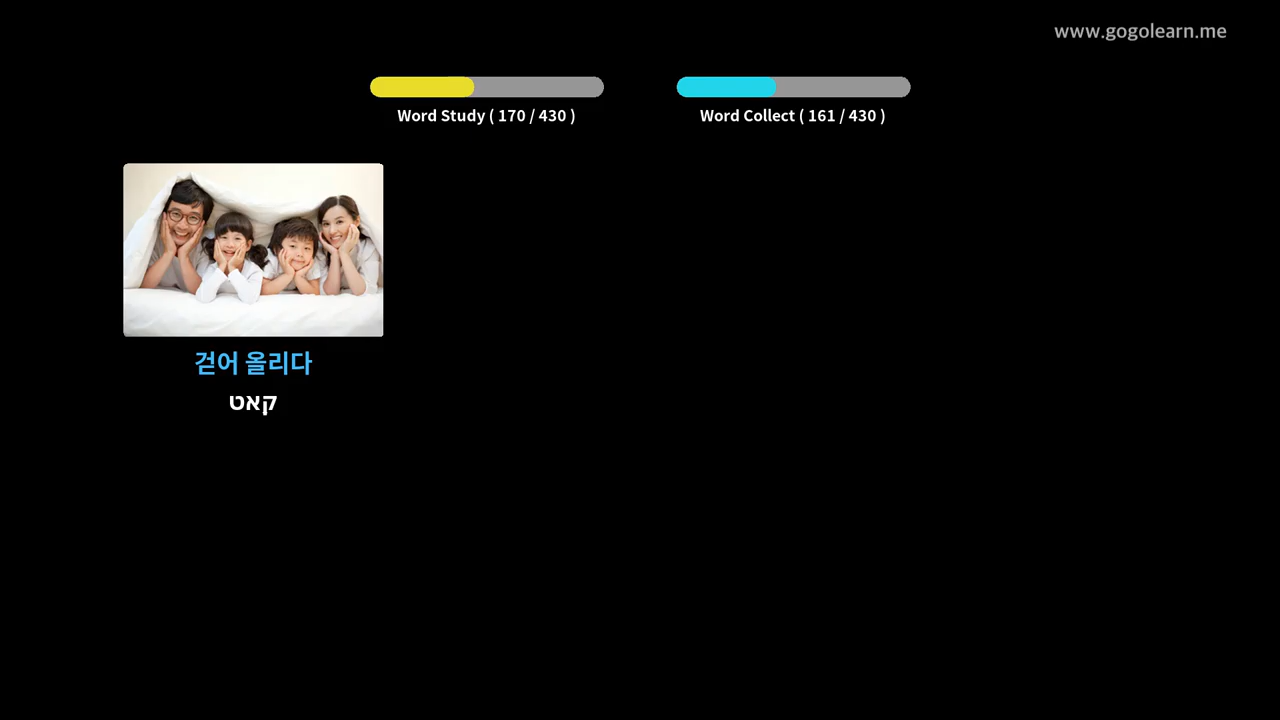 www.gogolearn.me
Word Study ( 170 / 430 )
Word Collect ( 161 / 430 )
걷어 올리다
קאט